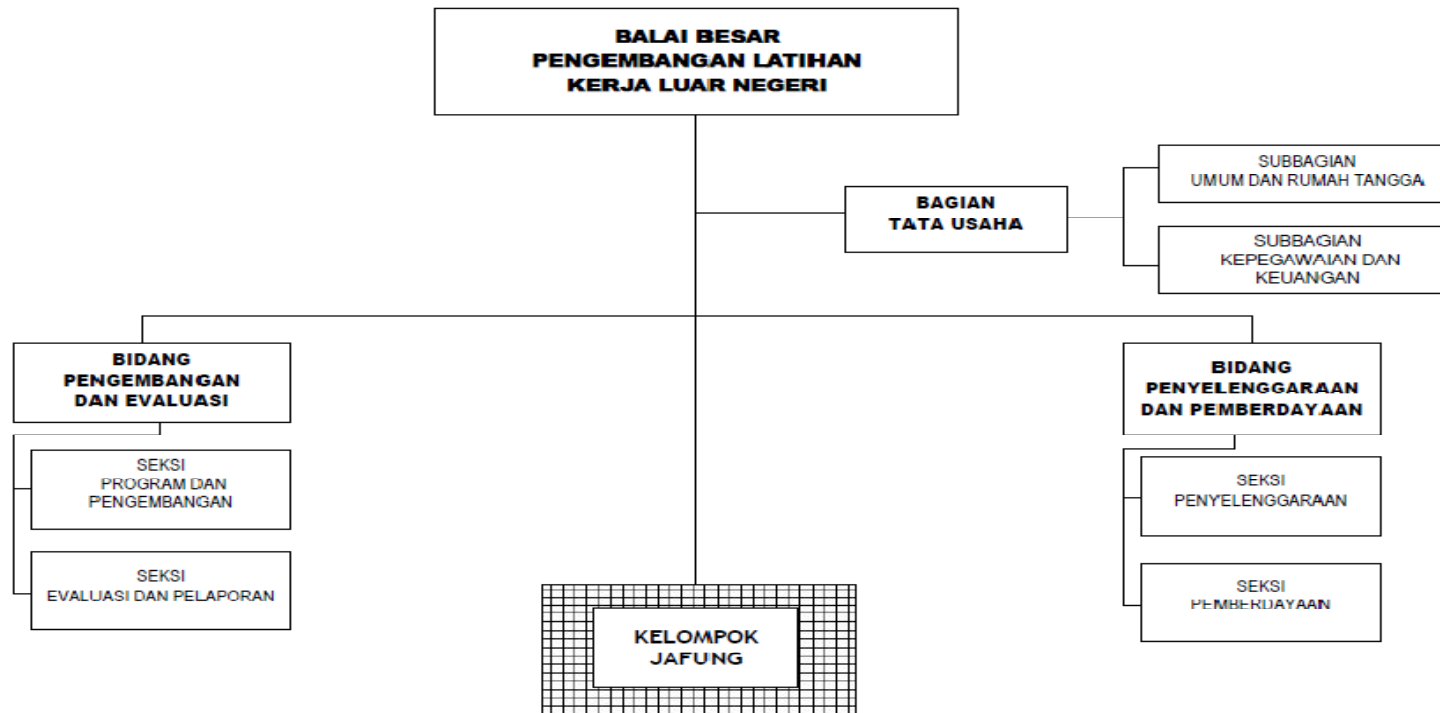 BALAI BESAR
PENGEMBANGAN LATIHAN
KERJA LUAR NEGERI
SUBBAGIAN
UMUM DAN RUMAH TANGGA
BAGIAN
TATA USAHA
SUBBAGIAN
KEPEGAWAIAN DAN
KEUANGAN
BIDANG
PENGEMBANGAN
DAN EVALUASI
BIDANG
PENYELENGGARAAN
DAN PEMBERDAYAAN
SEKSI
PROGRAM DAN
PENGEMBANGAN
SEKSI
PENYELENGGARAAN
SEKSI
EVALUASI DAN PELAPORAN
SEKSI
PEMBERDAYAAN
KELOMPOK
JAFUNG